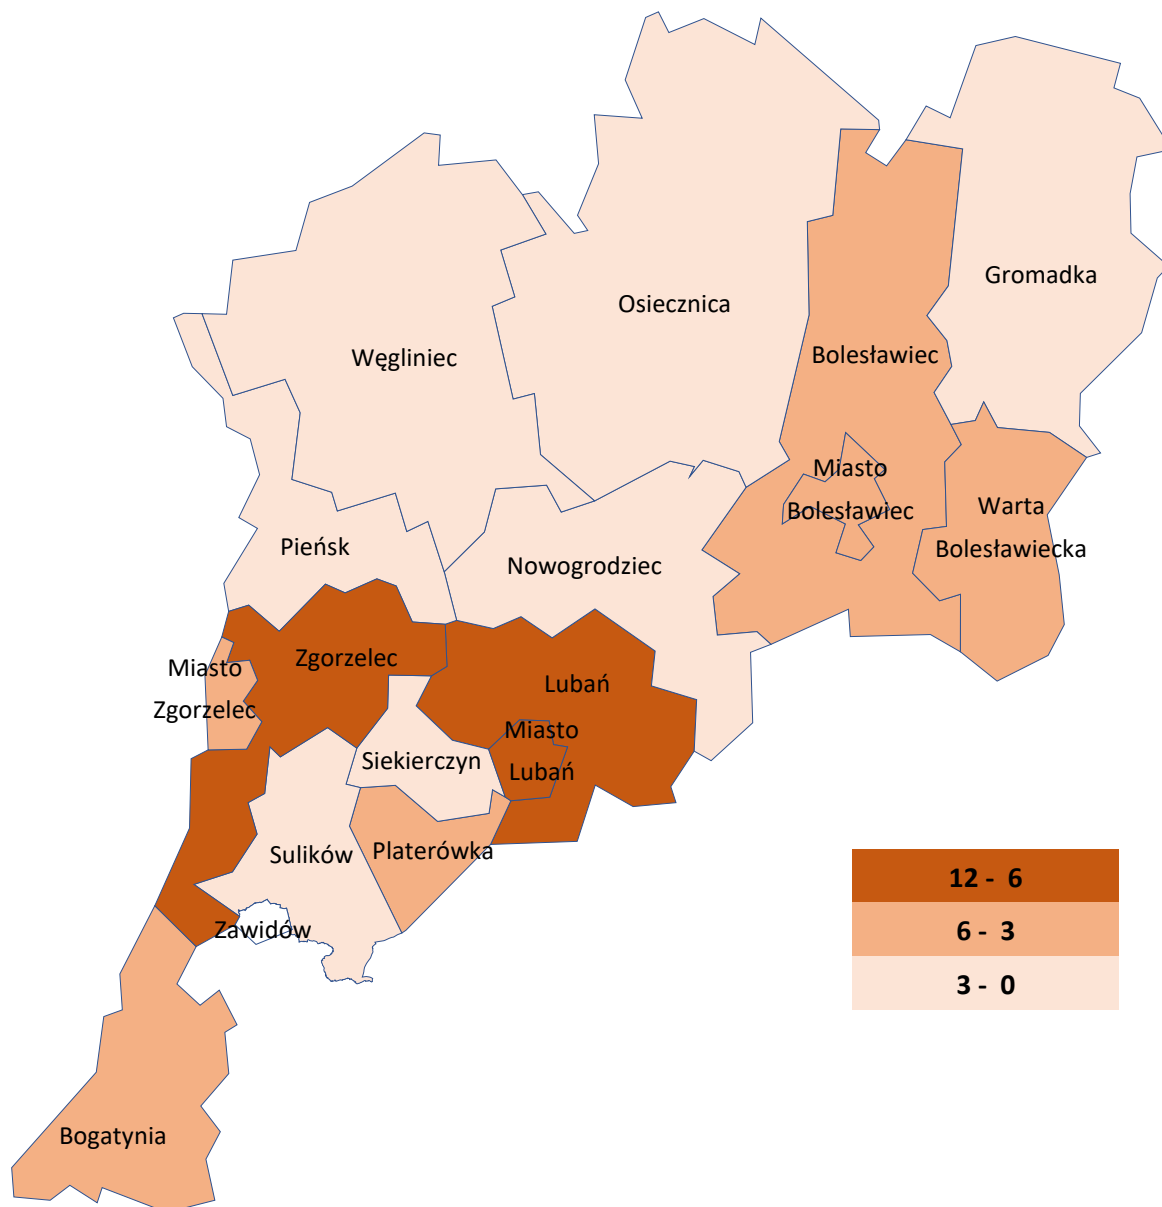 Gromadka
Osiecznica
Bolesławiec
Węgliniec
Miasto
Bolesławiec
Warta
Bolesławiecka
Pieńsk
Nowogrodziec
Zgorzelec
Miasto
Zgorzelec
Lubań
Miasto
Lubań
Siekierczyn
Sulików
Platerówka
Zawidów
Bogatynia
12 - 6
6 - 3
3 - 0